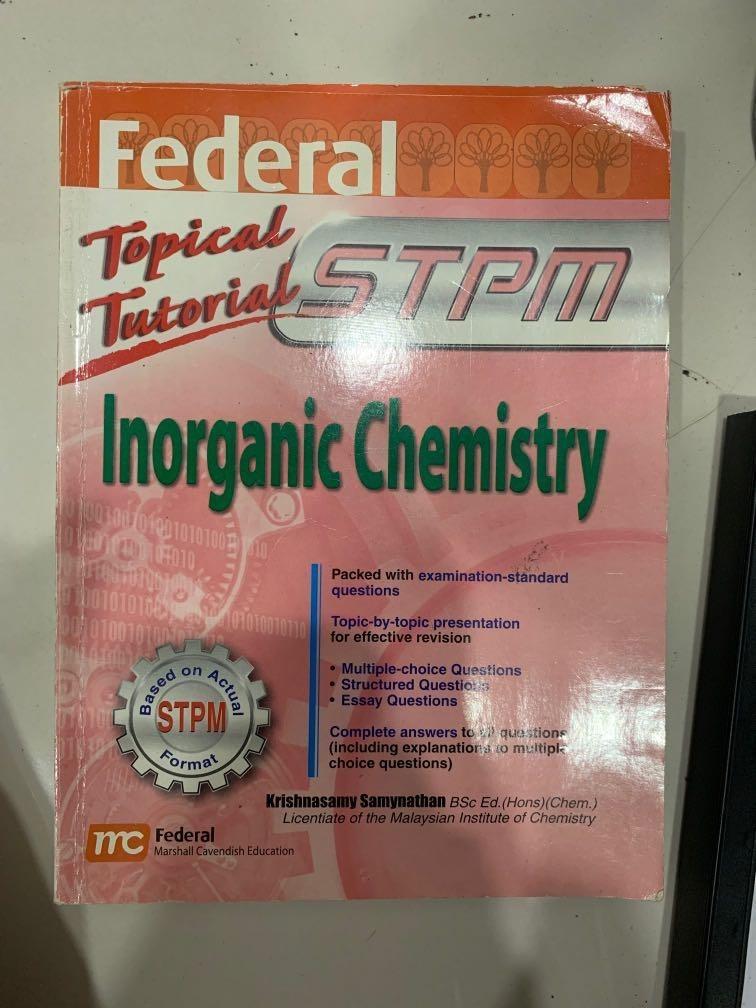 Federal
Topical
Tutorial
STPM
Inorganic Chemistry
Packed with examination-standard
questions
Topic-by-topic presentation
for effective revision
• Multiple-choice Questions
• Structured Questions
• Essay Questions
Complete answers to all questions
(including explanations to multiple
choice questions)
Based on Actual
STPM
Format
Krishnasamy Samynathan BSc Ed.(Hons)(Chem.)
Licentiate of the Malaysian Institute of Chemistry
mc Federal
Marshall Cavendish Education